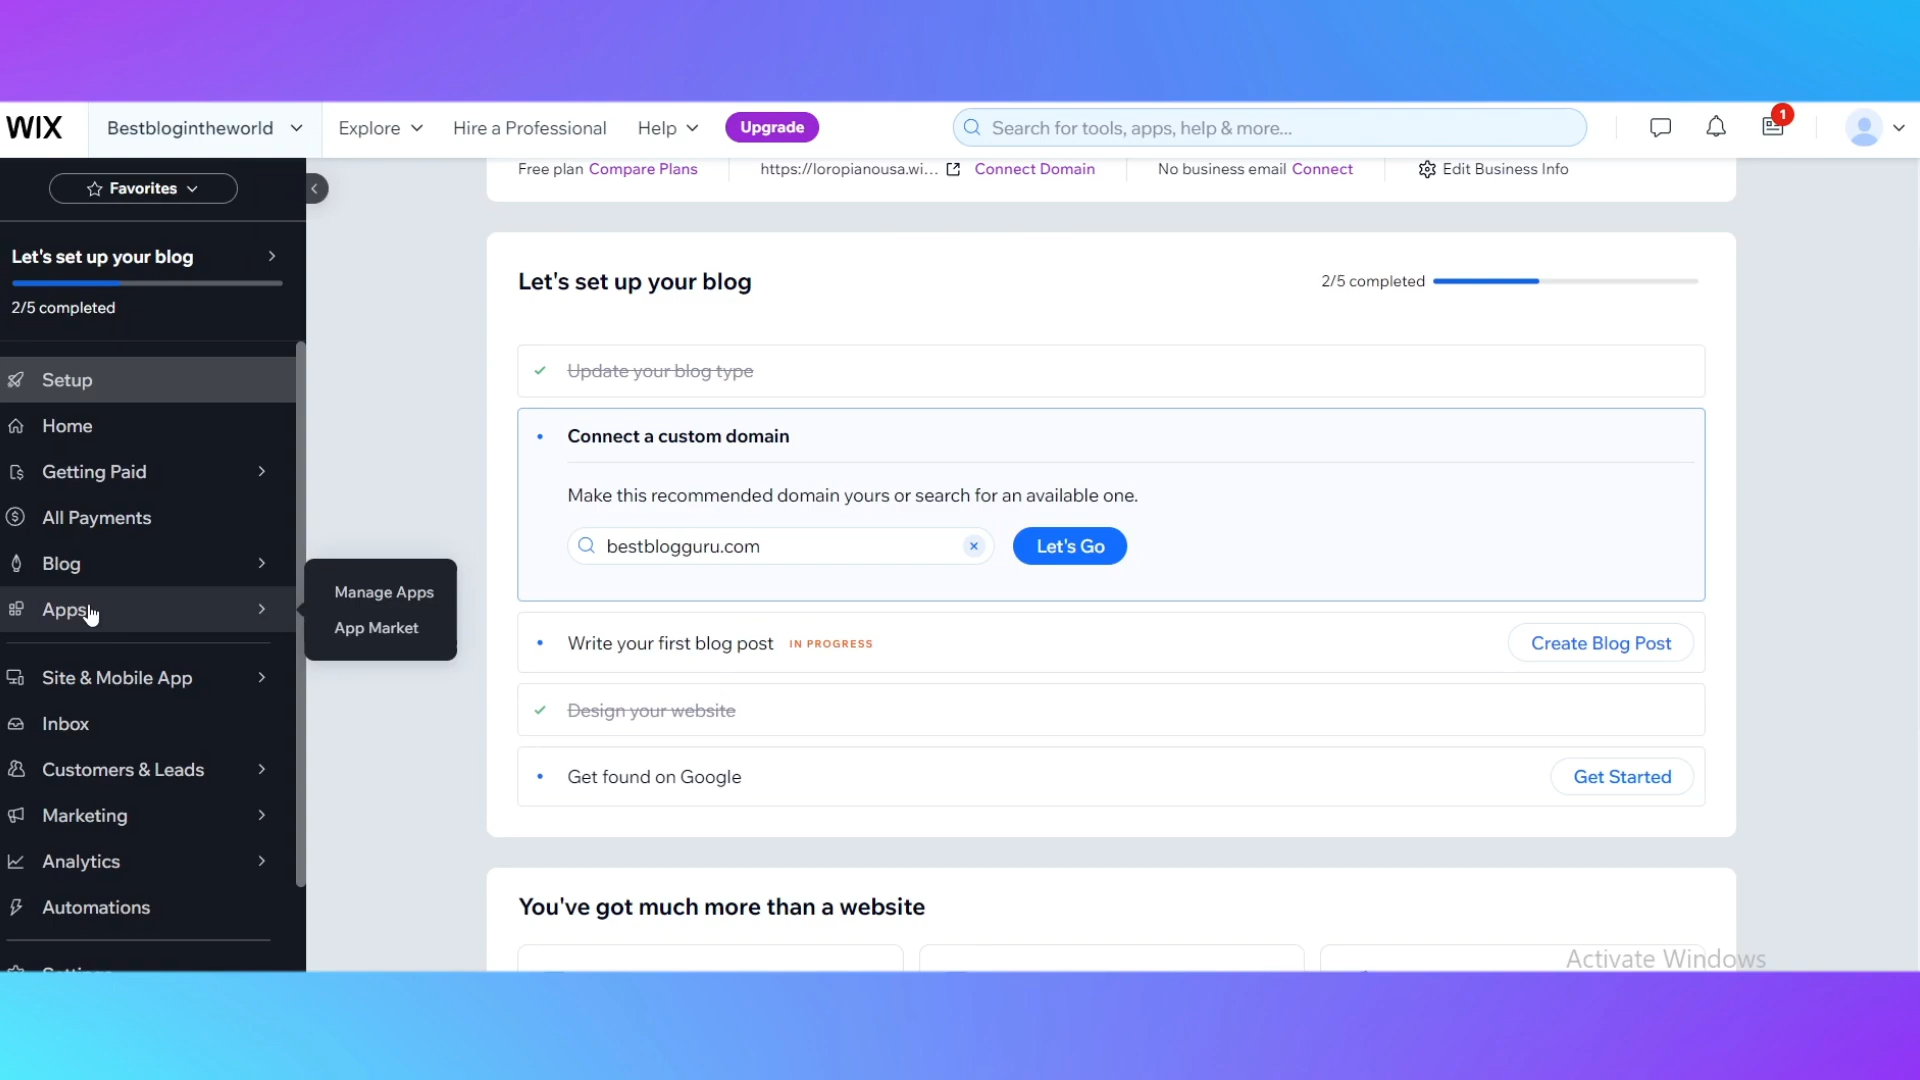 WIX
Bestblogintheworld
Explore
Hire a Professional
Help
Upgrade
Search for tools, apps, help & more...
1
Favorites
Let's set up your blog
2/5 completed
Setup
Home
Getting Paid
All Payments
Blog
Apps
Site & Mobile App
Inbox
Customers & Leads
Marketing
Analytics
Automations
Manage Apps
App Market
Free plan Compare Plans
https://loropianousa.wi... Connect Domain
No business email Connect
Edit Business Info
Let's set up your blog
2/5 completed
Update your blog type
Connect a custom domain
Make this recommended domain yours or search for an available one.
bestblogguru.com
Let's Go
Write your first blog post IN PROGRESS
Create Blog Post
Design your website
Get found on Google
Get Started
You've got much more than a website
Activate Windows